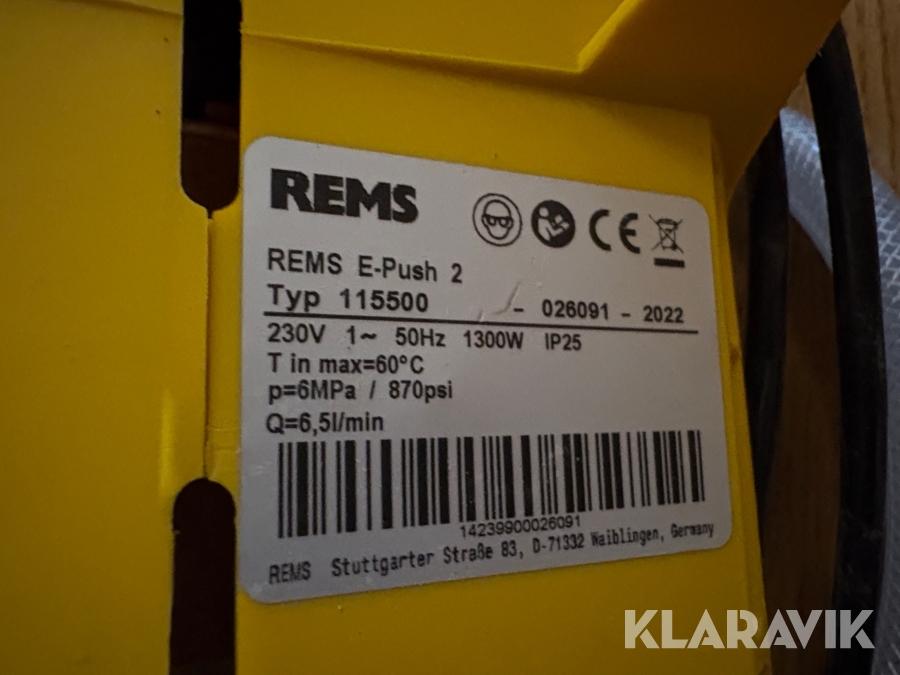 REMS
CE
REMS E-Push 2
Typ 115500 - 026091 - 2022
230V 1~ 50Hz 1300W IP25
T in max=60°C
p=6MPa / 870psi
Q=6,5l/min
14239900026091
REMS Stuttgarter Straße 83, D-71332 Waiblingen, Germany
KLARAVIK